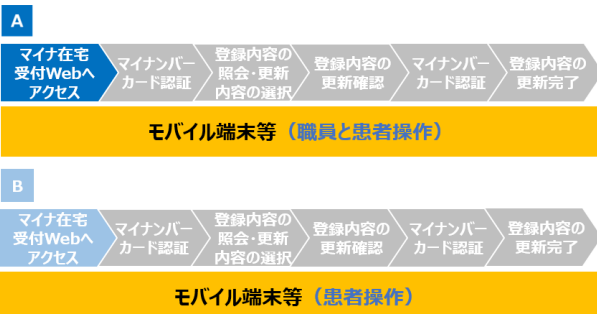 A
マイナ在宅
受付Webへ
アクセス
マイナンバー
カード認証
登録内容の
照会・更新
内容の選択
登録内容の
更新確認
マイナンバー
カード認証
登録内容の
更新完了
モバイル端末等（職員と患者操作）
B
マイナ在宅
受付Webへ
アクセス
マイナンバー
カード認証
登録内容の
照会・更新
内容の選択
登録内容の
更新確認
マイナンバー
カード認証
登録内容の
更新完了
モバイル端末等（患者操作）